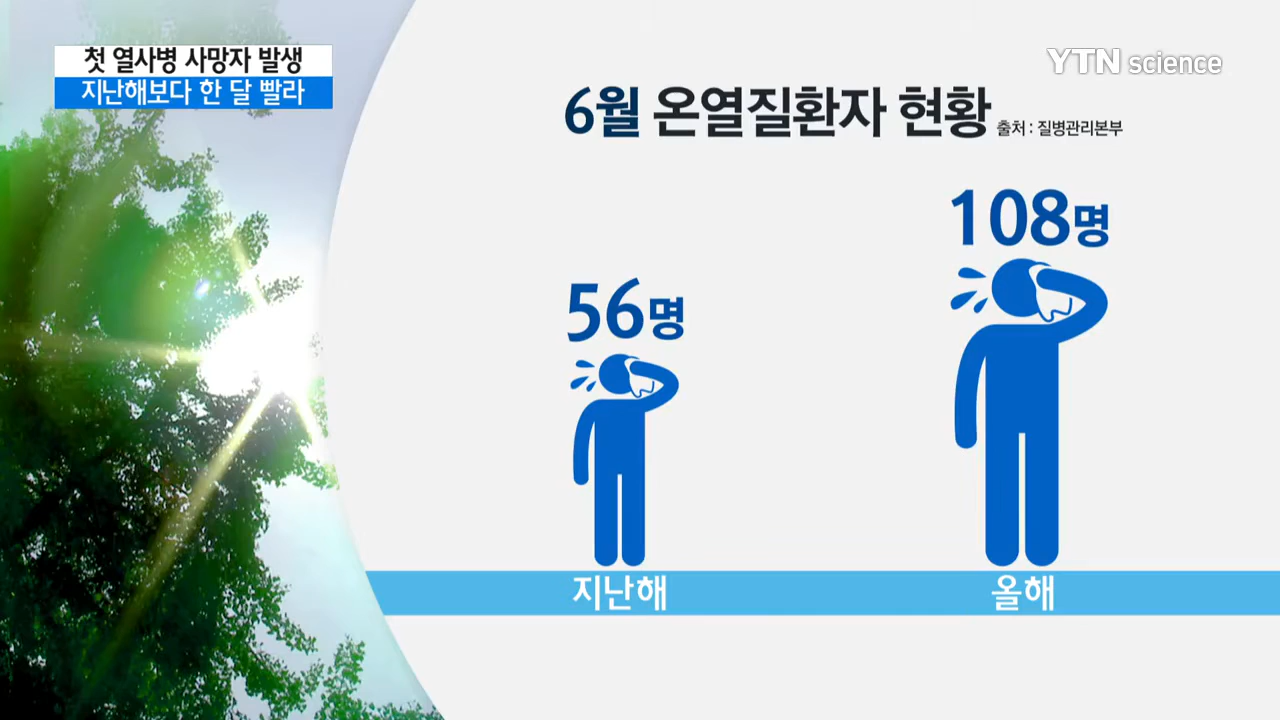 첫 열사병 사망자 발생
지난해보다 한 달 빨라
YTN science
6월 온열질환자 현황 출처 : 질병관리본부
108명
56명
지난해
올해